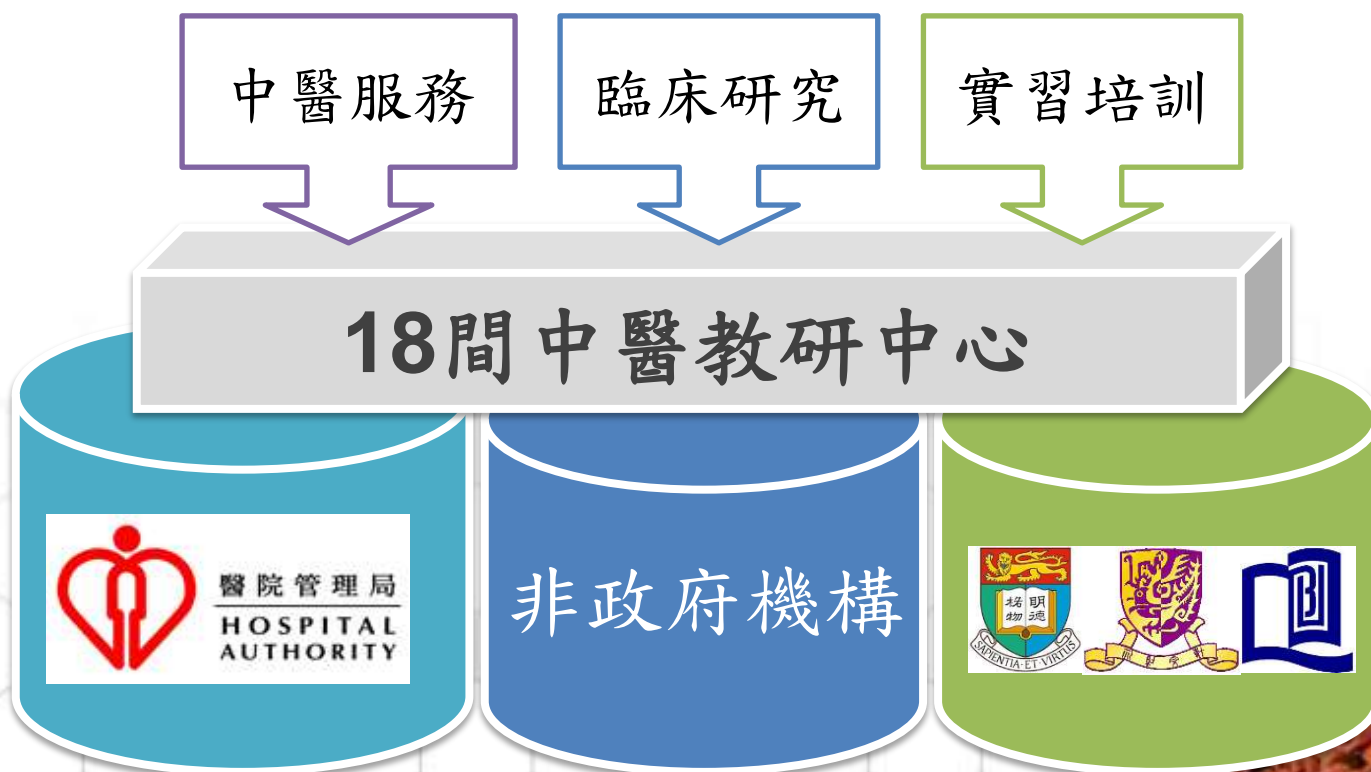 中醫服務
臨床研究
實習培訓
18間中醫教研中心
醫院管理局
HOSPITAL
AUTHORITY
非政府機構
明德
格物
SAPIENTIA·ET·VIRTUS